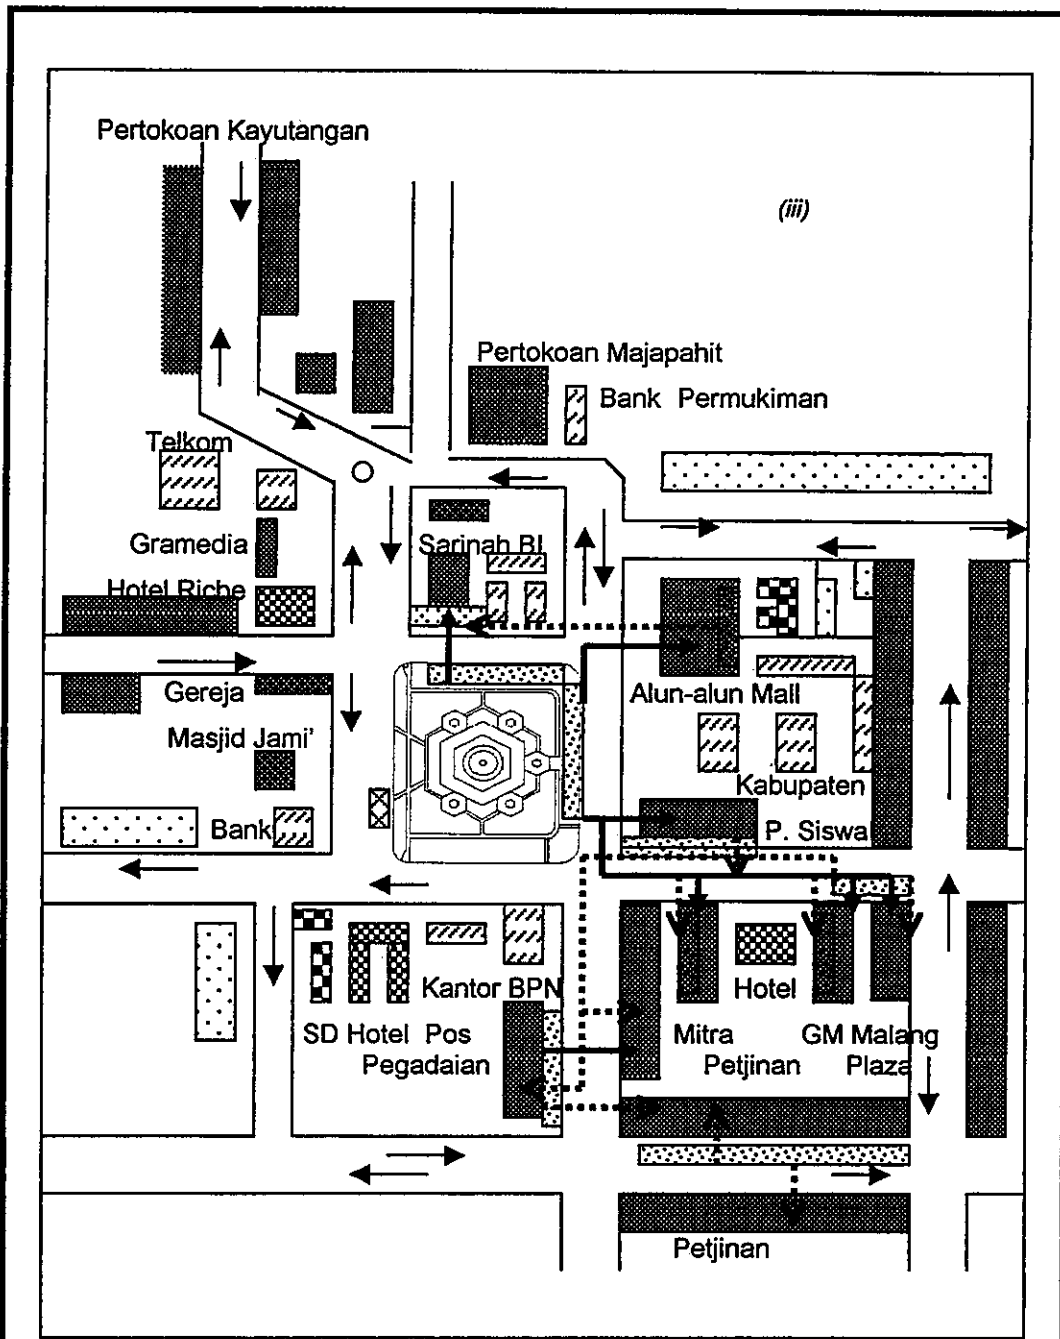 Pertokoan Kayutangan
(iii)
Pertokoan Majapahit
Bank Permukiman
Telkom
Gramedia
Sarinah BI
Hotel Riche
Gereja
Alun-alun Mall
Masjid Jami'
Kabupaten
Bank
P. Siswa
Kantor BPN
Hotel
SD Hotel Pos
Mitra
GM Malang
Pegadaian
Petjinan
Plaza
Petjinan